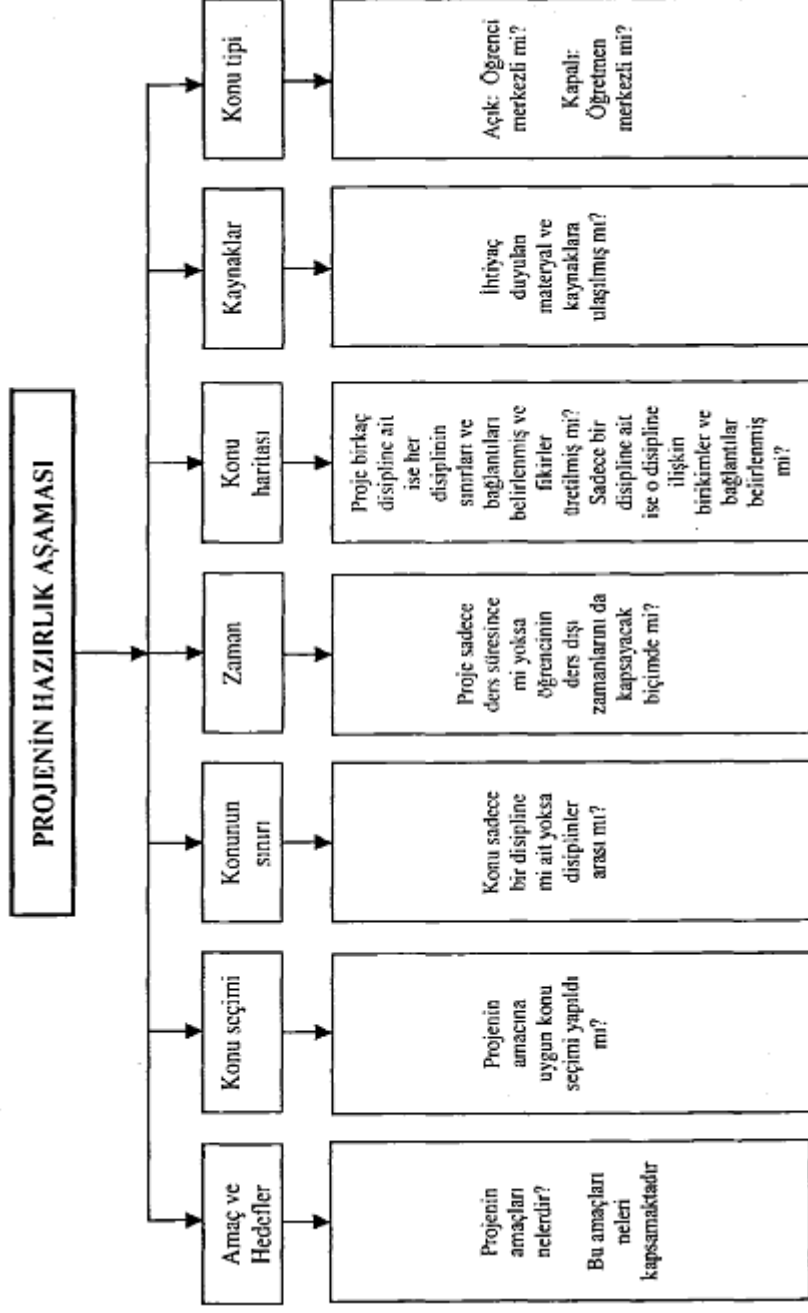 PROJENİN HAZIRLIK AŞAMASI
Amaç ve
Hedefler
Projenin
amaçları
nelerdir?
Bu amaçları
neleri
kapsamaktadır
Konu seçimi
Projenin
amacına
uygun konu
seçimi yapıldı
mı?
Konunun
sınırı
Konu sadece
bir disipline
mi ait yoksa
disiplinler
arası mı?
Zaman
Proje sadece
ders süresince
mi yoksa
öğrencinin
ders dışı
zamanlarını da
kapsayacak
biçimde mi?
Konu
haritası
Proje birkaç
disipline ait
ise her
disiplinin
sınırları ve
bağlantıları
belirlenmiş ve
fikirler
üretilmiş mi?
Sadece bir
disipline ait
ise o disipline
ilişkin
birikimler ve
bağlantılar
belirlenmiş
mi?
Kaynaklar
İhtiyaç
duyulan
materyal ve
kaynaklara
ulaşılmış mı?
Konu tipi
Açık: Öğrenci
merkezli mi?
Kapalı:
Öğretmen
merkezli mi?